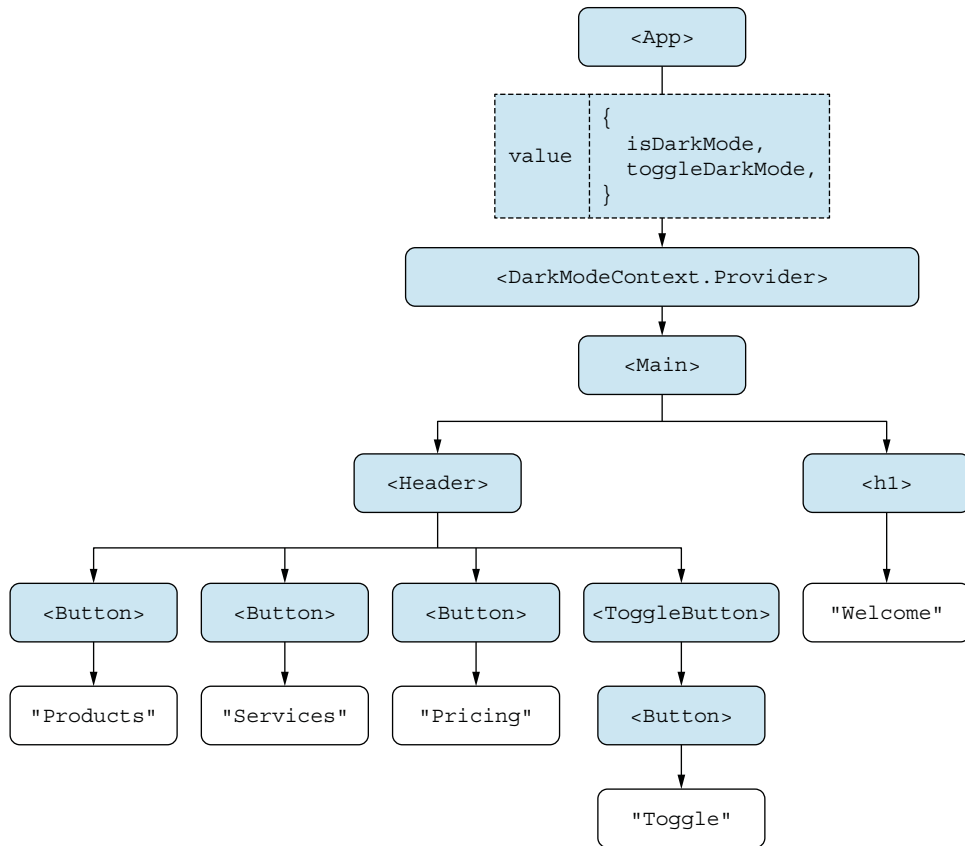 <App>
value
{
isDarkMode,
toggleDarkMode,
}
<DarkModeContext.Provider>
<Main>
<Header>
<h1>
<Button>
<Button>
<Button>
<ToggleButton>
"Welcome"
"Products"
"Services"
"Pricing"
<Button>
"Toggle"